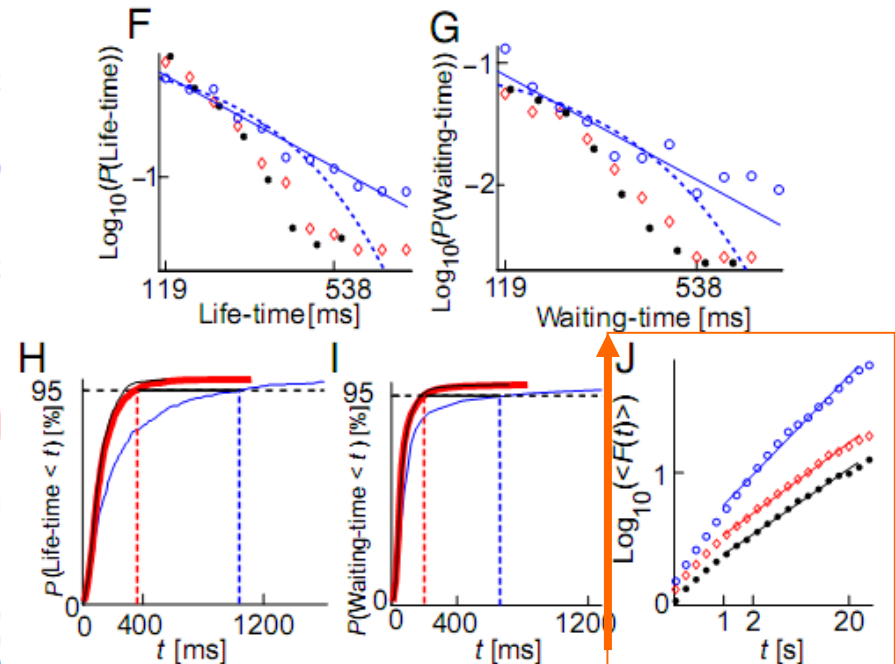 F
Log10(P(Life-time))
−1
119 538
Life-time [ms]
G
Log10(P(Waiting-time))
−1
−2
119 538
Waiting-time [ms]
H
P(Life-time < t) [%]
95
0
0 400 1200
t [ms]
I
P(Waiting-time < t) [%]
95
0
0 400 1200
t [ms]
J
Log10(<F(t)>)
1
0
1 2 20
t [s]